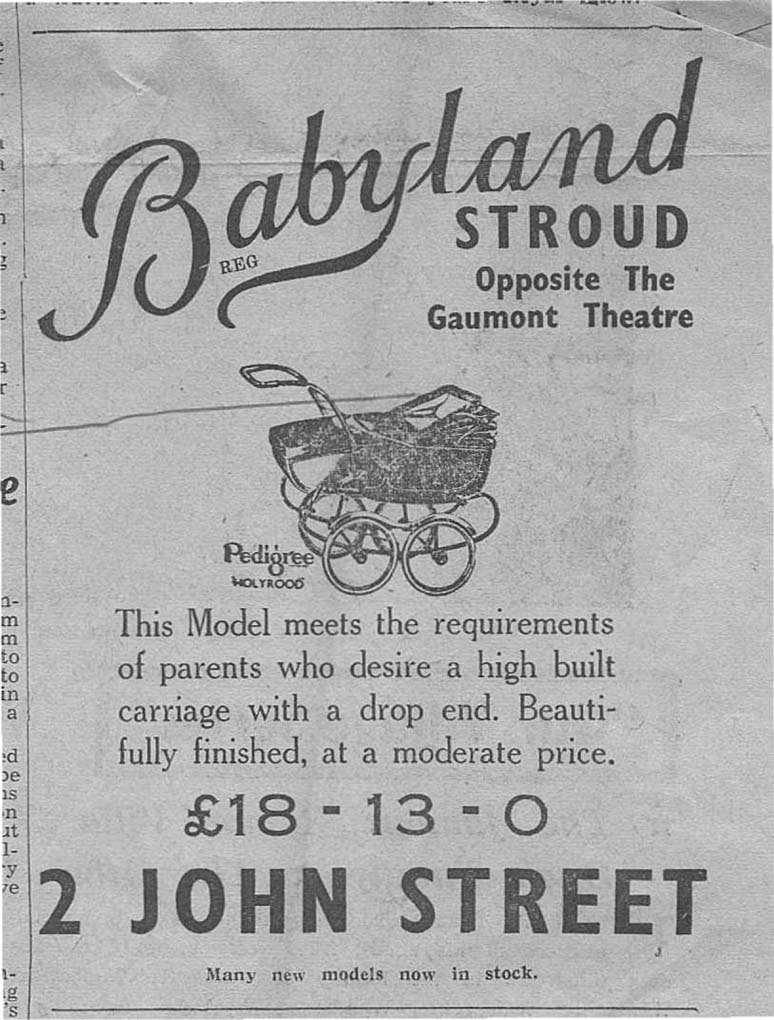 Babyland
REG
STROUD
Opposite The
Gaumont Theatre
Pedigree
HOLYROOD
This Model meets the requirements
of parents who desire a high built
carriage with a drop end. Beauti-
fully finished, at a moderate price.
£18 - 13 - 0
2 JOHN STREET
Many new models now in stock.